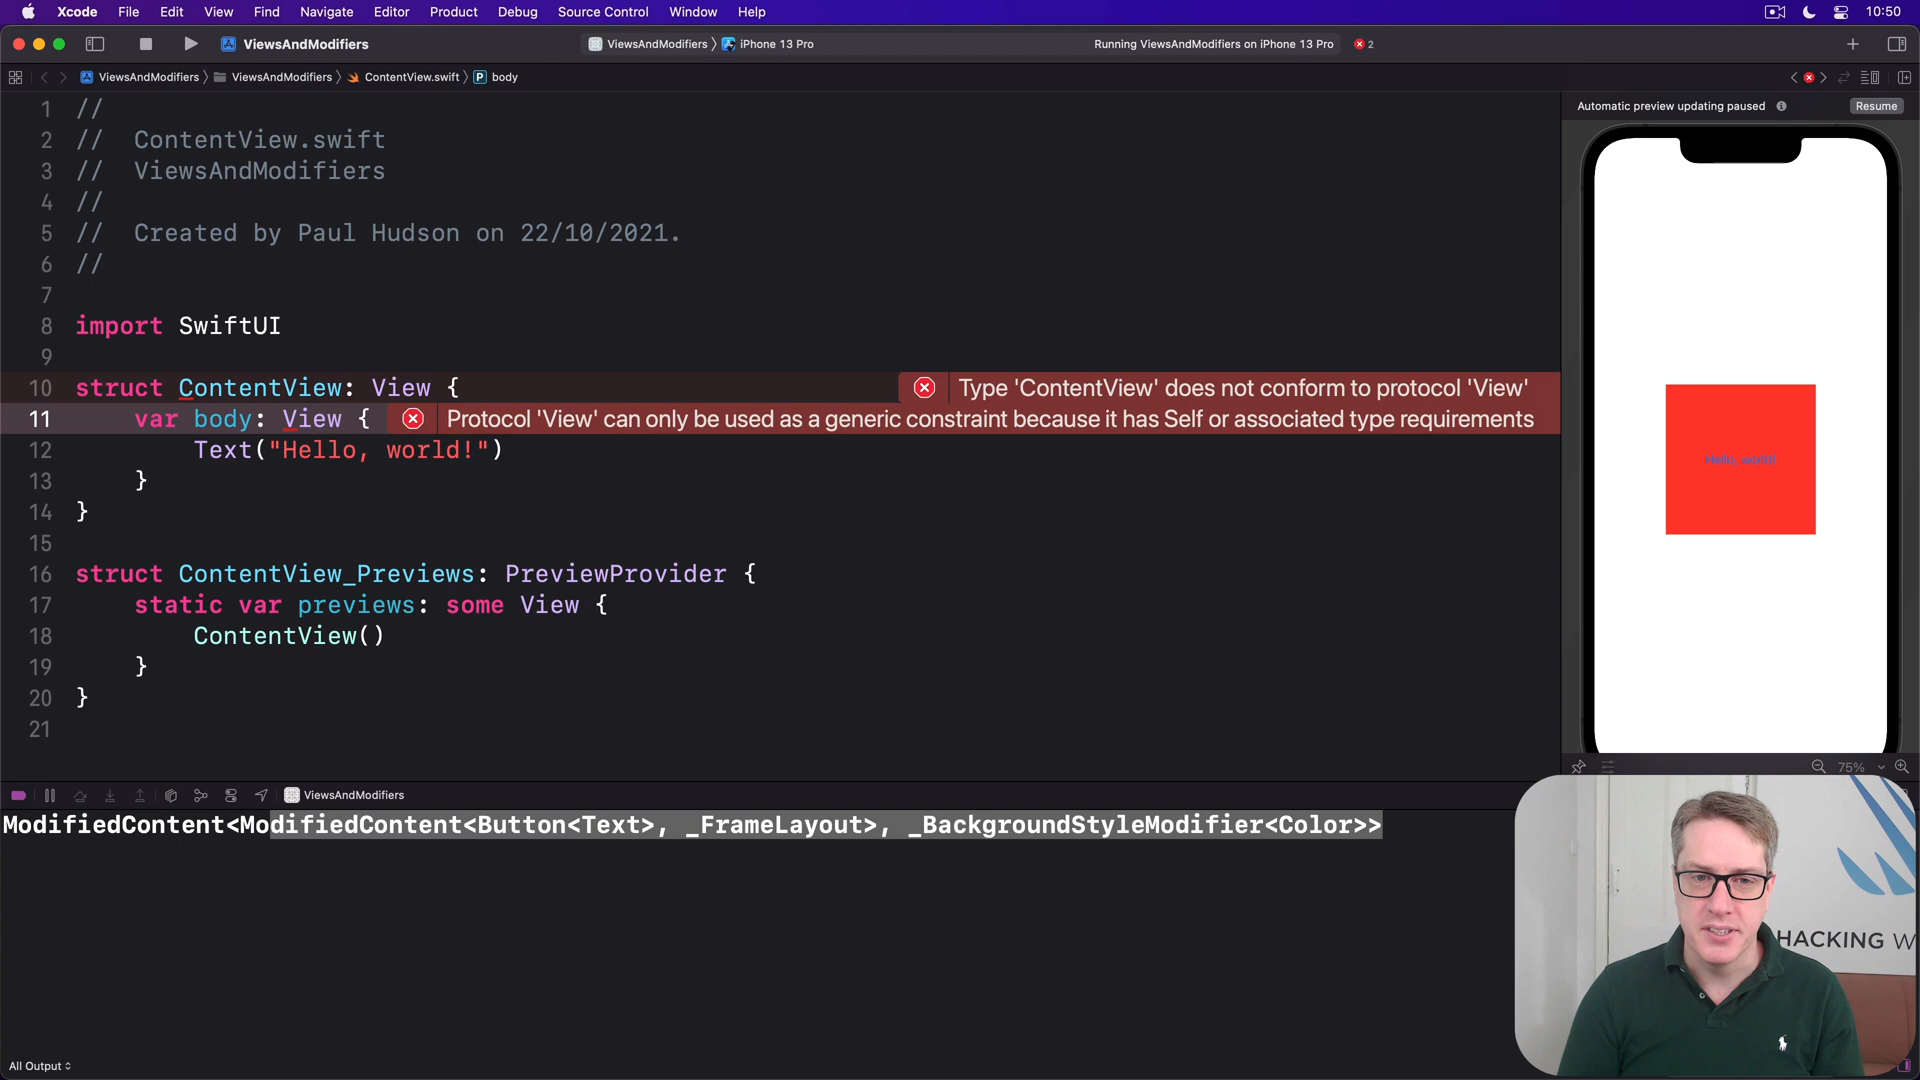 Xcode File Edit View Find Navigate Editor Product Debug Source Control Window Help 10:50
ViewsAndModifiers ViewsAndModifiers iPhone 13 Pro Running ViewsAndModifiers on iPhone 13 Pro 2
ViewsAndModifiers ViewsAndModifiers ContentView.swift P body
Automatic preview updating paused Resume
1 //
2 // ContentView.swift
3 // ViewsAndModifiers
4 //
5 // Created by Paul Hudson on 22/10/2021.
6 //
7
8 import SwiftUI
9
10 struct ContentView: View { Type 'ContentView' does not conform to protocol 'View'
11 var body: View { Protocol 'View' can only be used as a generic constraint because it has Self or associated type requirements
12 Text("Hello, world!")
13 }
14 }
15
16 struct ContentView_Previews: PreviewProvider {
17 static var previews: some View {
18 ContentView()
19 }
20 }
21
Hello, world!
75%
ViewsAndModifiers
ModifiedContent<ModifiedContent<Button<Text>, _FrameLayout>, _BackgroundStyleModifier<Color>>
HACKING W
All Output